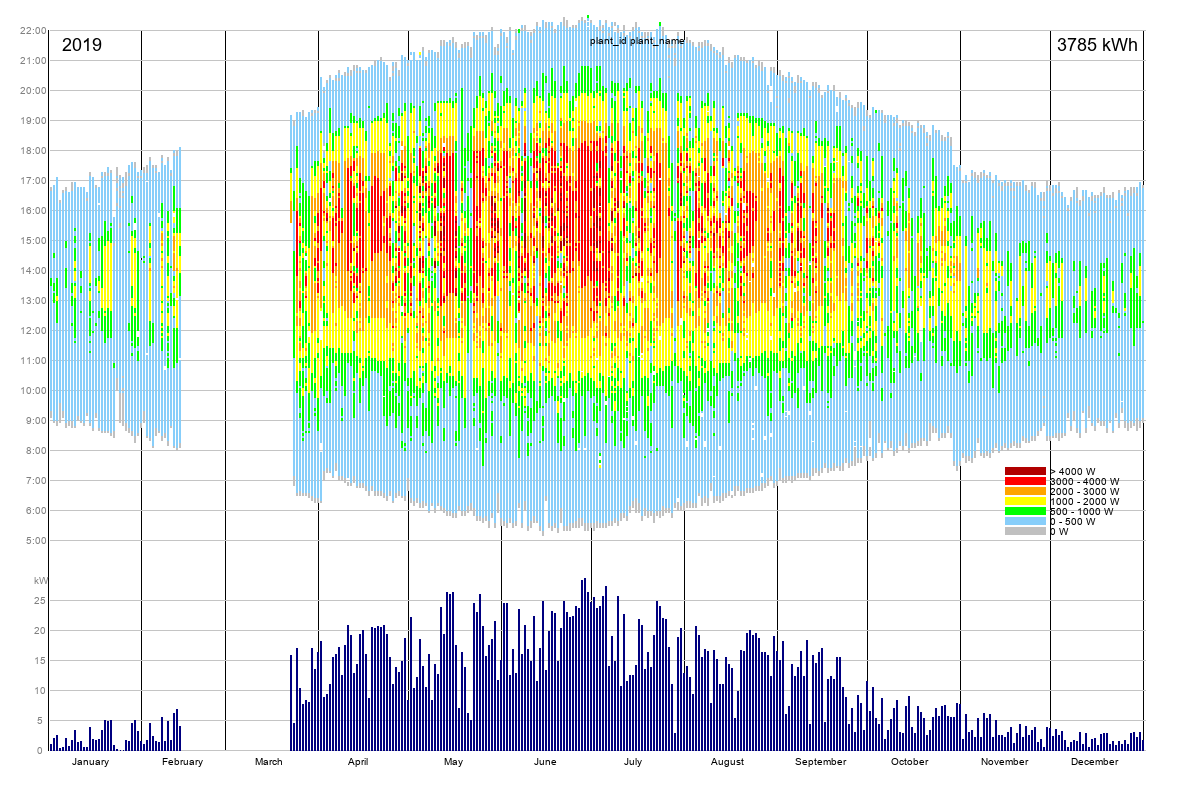 2019
plant_id plant_name
3785 kWh
22:00
21:00
20:00
19:00
18:00
17:00
16:00
15:00
14:00
13:00
12:00
11:00
10:00
9:00
8:00
7:00
6:00
5:00
> 4000 W
3000 - 4000 W
2000 - 3000 W
1000 - 2000 W
500 - 1000 W
0 - 500 W
0 W
kW
25
20
15
10
5
0
January February March April May June July August September October November December